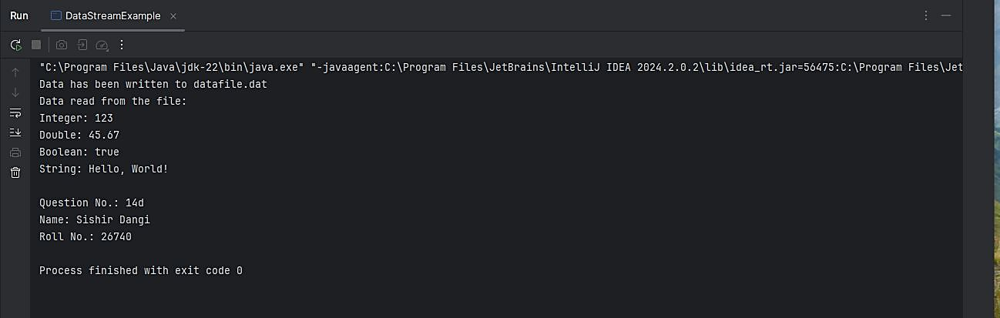 Run DataStreamExample
"C:\Program Files\Java\jdk-22\bin\java.exe" "-javaagent:C:\Program Files\JetBrains\IntelliJ IDEA 2024.2.0.2\lib\idea_rt.jar=56475:C:\Program Files\Jet
Data has been written to datafile.dat
Data read from the file:
Integer: 123
Double: 45.67
Boolean: true
String: Hello, World!
Question No.: 14d
Name: Sishir Dangi
Roll No.: 26740
Process finished with exit code 0